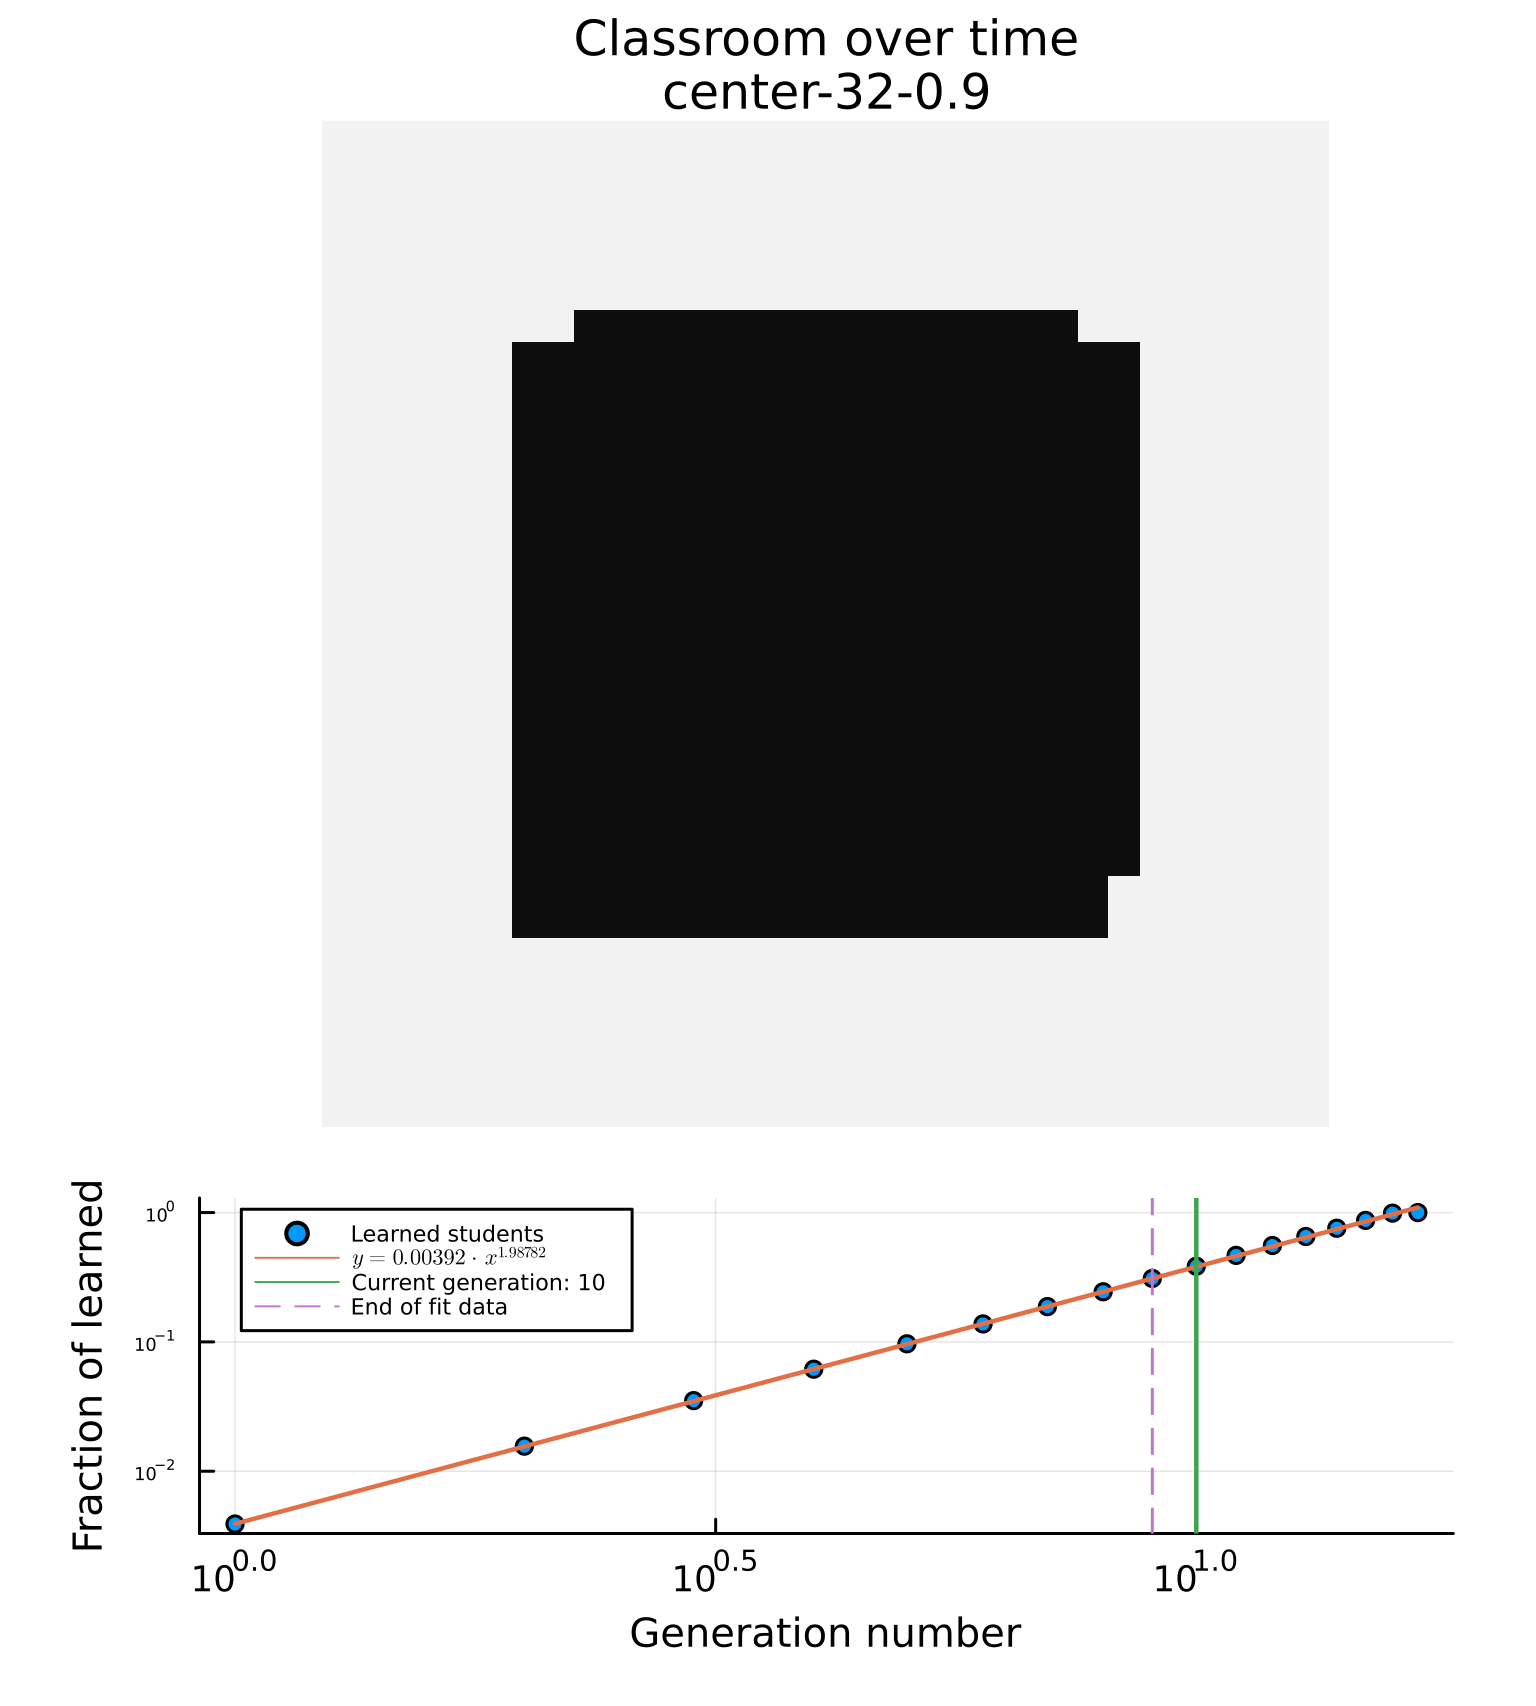 Classroom over time
center-32-0.9
Fraction of learned
10⁰
10⁻¹
10⁻²
Learned students
y = 0.00392 · x^1.98782
Current generation: 10
End of fit data
10^0.0 10^0.5 10^1.0
Generation number